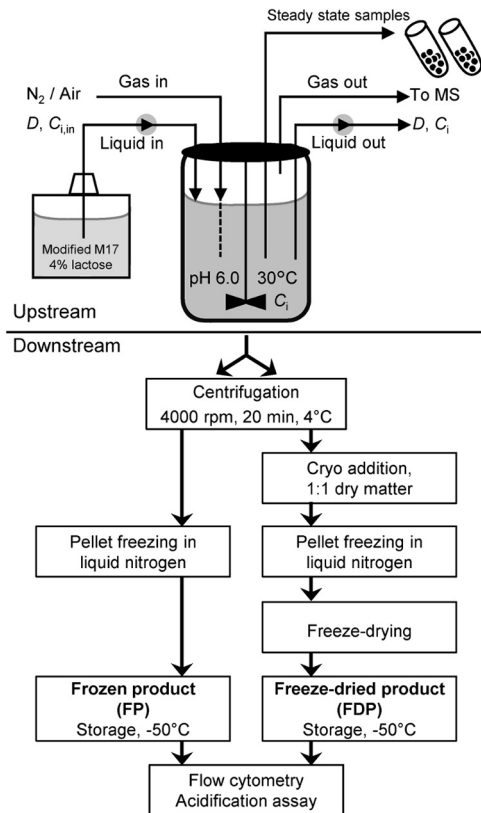 Steady state samples
Gas in
Gas out
N₂ / Air
To MS
D, Cᵢ,ᵢₙ
D, Cᵢ
Liquid in
Liquid out
Modified M17
4% lactose
pH 6.0
30°C
Cᵢ
Upstream
Downstream
Centrifugation
4000 rpm, 20 min, 4°C
Cryo addition,
1:1 dry matter
Pellet freezing in
liquid nitrogen
Pellet freezing in
liquid nitrogen
Freeze-drying
Frozen product
(FP)
Storage, -50°C
Freeze-dried product
(FDP)
Storage, -50°C
Flow cytometry
Acidification assay